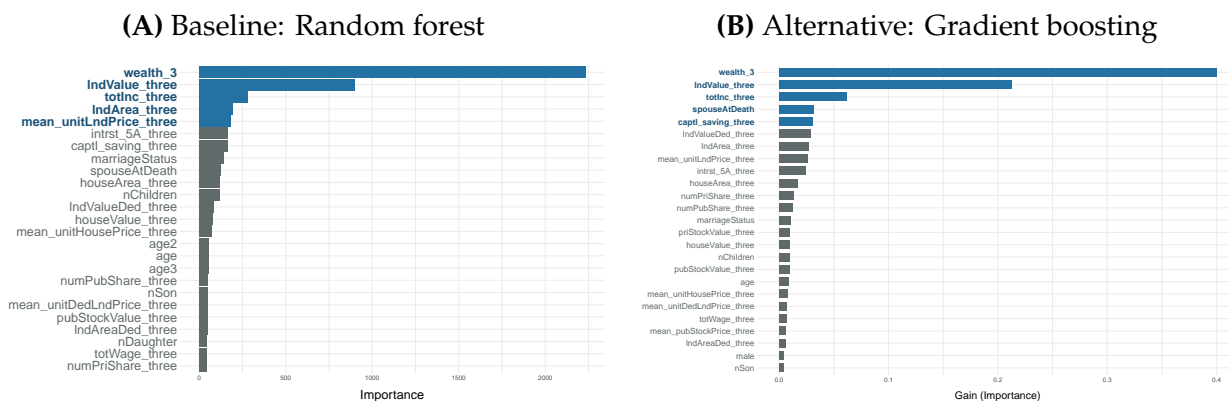 (A) Baseline: Random forest
wealth_3
lndValue_three
totInc_three
lndArea_three
mean_unitLndPrice_three
intrst_5A_three
captl_saving_three
marriageStatus
spouseAtDeath
houseArea_three
nChildren
lndValueDed_three
houseValue_three
mean_unitHousePrice_three
age2
age
age3
numPubShare_three
nSon
mean_unitDedLndPrice_three
pubStockValue_three
lndAreaDed_three
nDaughter
totWage_three
numPriShare_three
0 500 1000 1500 2000
Importance
(B) Alternative: Gradient boosting
wealth_3
lndValue_three
totInc_three
spouseAtDeath
captl_saving_three
lndValueDed_three
lndArea_three
mean_unitLndPrice_three
intrst_5A_three
houseArea_three
numPriShare_three
numPubShare_three
marriageStatus
priStockValue_three
houseValue_three
nChildren
pubStockValue_three
age
mean_unitHousePrice_three
mean_unitDedLndPrice_three
totWage_three
mean_pubStockPrice_three
lndAreaDed_three
male
nSon
0.0 0.1 0.2 0.3 0.4
Gain (Importance)